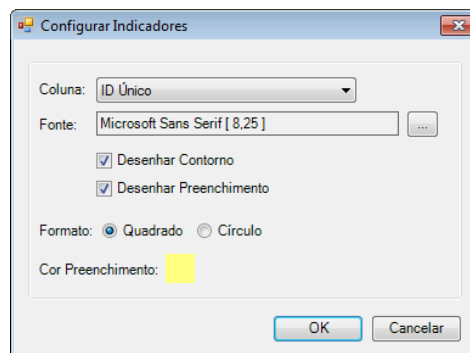 Configurar Indicadores
Coluna: ID Único
Fonte: Microsoft Sans Serif [ 8,25 ] ...
Desenhar Contorno
Desenhar Preenchimento
Formato: Quadrado Círculo
Cor Preenchimento:
OK Cancelar